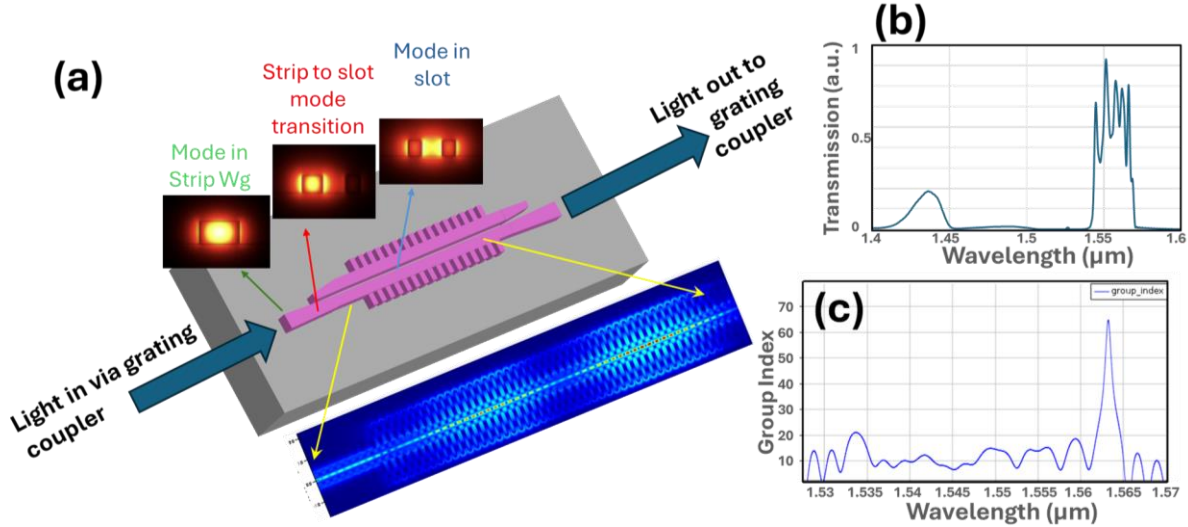 (a)
Mode in
Strip Wg
Strip to slot
mode
transition
Mode in
slot
Light out to
grating
coupler
Light in via grating
coupler
(b)
Transmission (a.u.)
1
0.5
0
1.4
1.45
1.5
1.55
1.6
Wavelength (µm)
(c)
group_index
Group Index
70
60
50
40
30
20
10
1.53
1.535
1.54
1.545
1.55
1.555
1.56
1.565
1.57
Wavelength (µm)